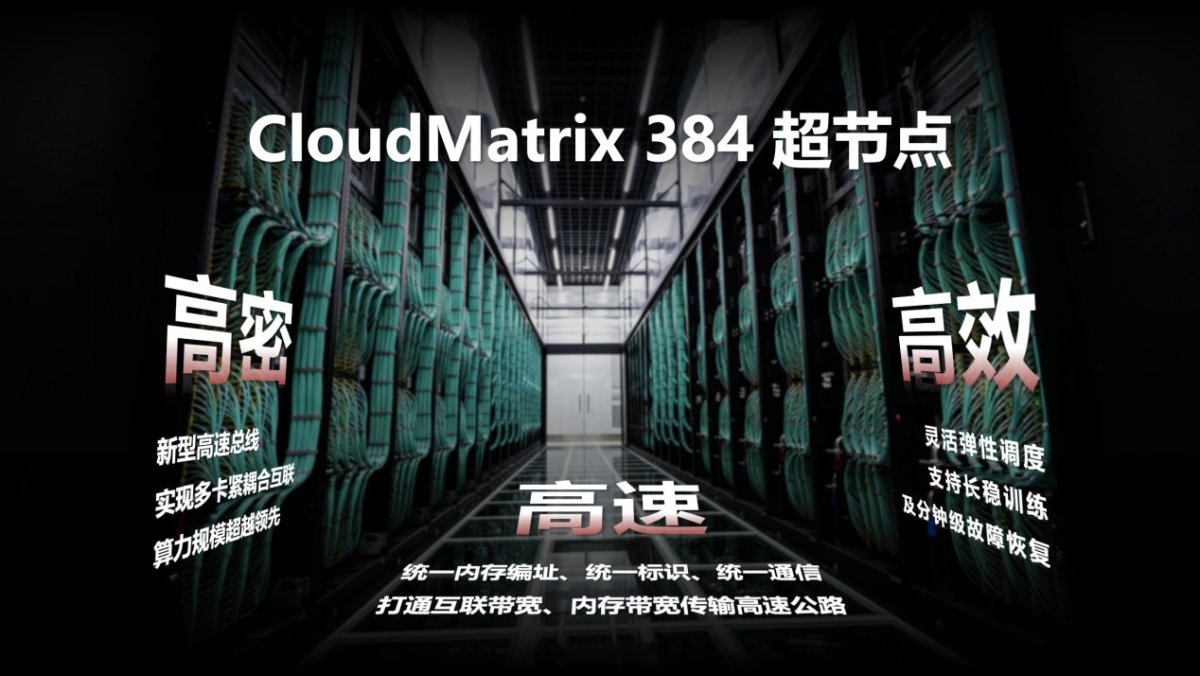 CloudMatrix 384 超节点
高密
新型高速总线
实现多卡紧耦合互联
算力规模超越领先
高速
统一内存编址、统一标识、统一通信
打通互联带宽、内存带宽传输高速公路
高效
灵活弹性调度
支持长稳训练
及分钟级故障恢复